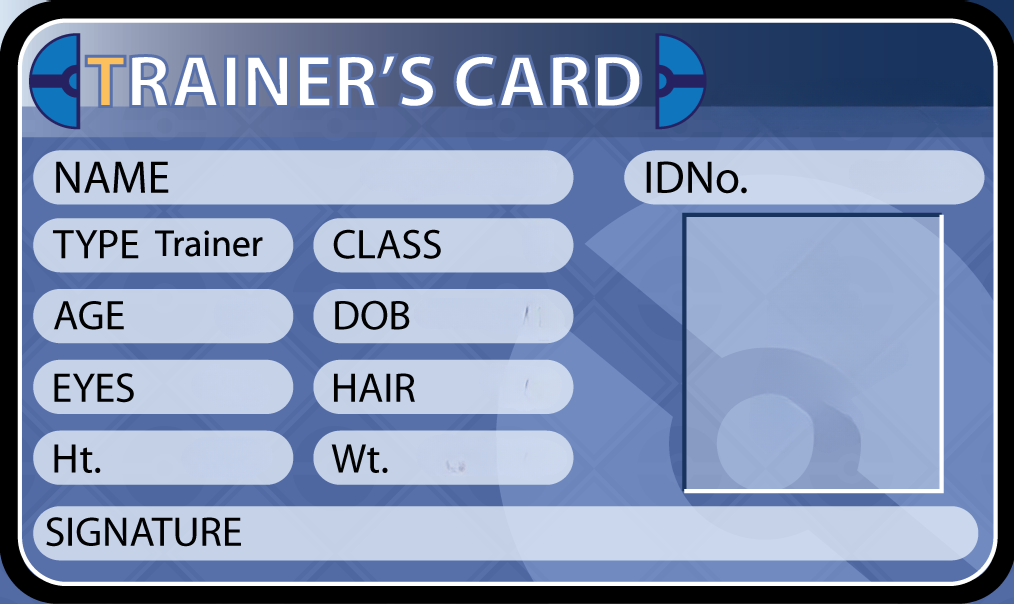 TRAINER'S CARD
NAME
IDNo.
TYPE Trainer
CLASS
AGE
DOB
EYES
HAIR
Ht.
Wt.
SIGNATURE